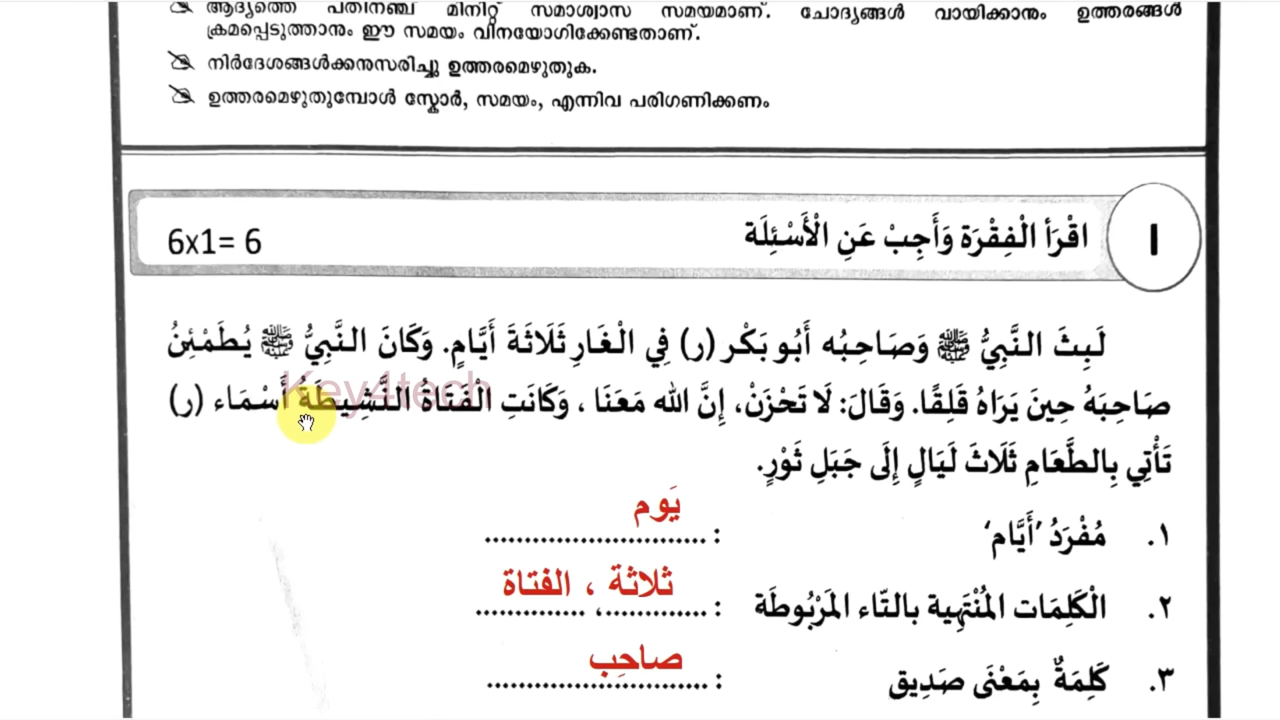 ആദ്യത്തെ പതിനഞ്ച് മിനിറ്റ് സമാശ്വാസ സമയമാണ്. ചോദ്യങ്ങൾ വായിക്കാനും ഉത്തരങ്ങൾ
ക്രമപ്പെടുത്താനും ഈ സമയം വിനയോഗിക്കേണ്ടതാണ്.
നിർദേശങ്ങൾക്കനുസരിച്ചു ഉത്തരമെഴുതുക.
ഉത്തരമെഴുതുമ്പോൾ സ്കോർ, സമയം, എന്നിവ പരിഗണിക്കണം
I اقْرَأ الْفِقْرَة وَأَجِبْ عَنِ الْأَسْئِلَة 6x1= 6
لَبِثَ النَّبِيُّ ﷺ وَصَاحِبُه أَبُو بَكْر (ر) فِي الْغَارِ ثَلَاثَةَ أَيَّامٍ. وَكَانَ النَّبِيُّ ﷺ يُطَمْئِنُ
صَاحِبَهُ حِينَ يَرَاهُ قَلِقًا. وَقَالَ: لَا تَحْزَنْ، إِنَّ الله مَعَنَا ، وَكَانَتِ الْفَتَاةُ النَّشِيطَةُ أَسْمَاء (ر)
Key4tech
تَأْتِي بِالطَّعَامِ ثَلَاثَ لَيَالٍ إِلَى جَبَلِ ثَوْرٍ.
١. مُفْرَدُ ’أَيَّام‘ : يَوم
٢. الْكَلِمَات المُنْتَهِية بالتّاء المَرْبُوطَة : ثلاثة ، الفتاة
٣. كَلِمَةٌ بِمَعْنَى صَدِيق : صاحِب